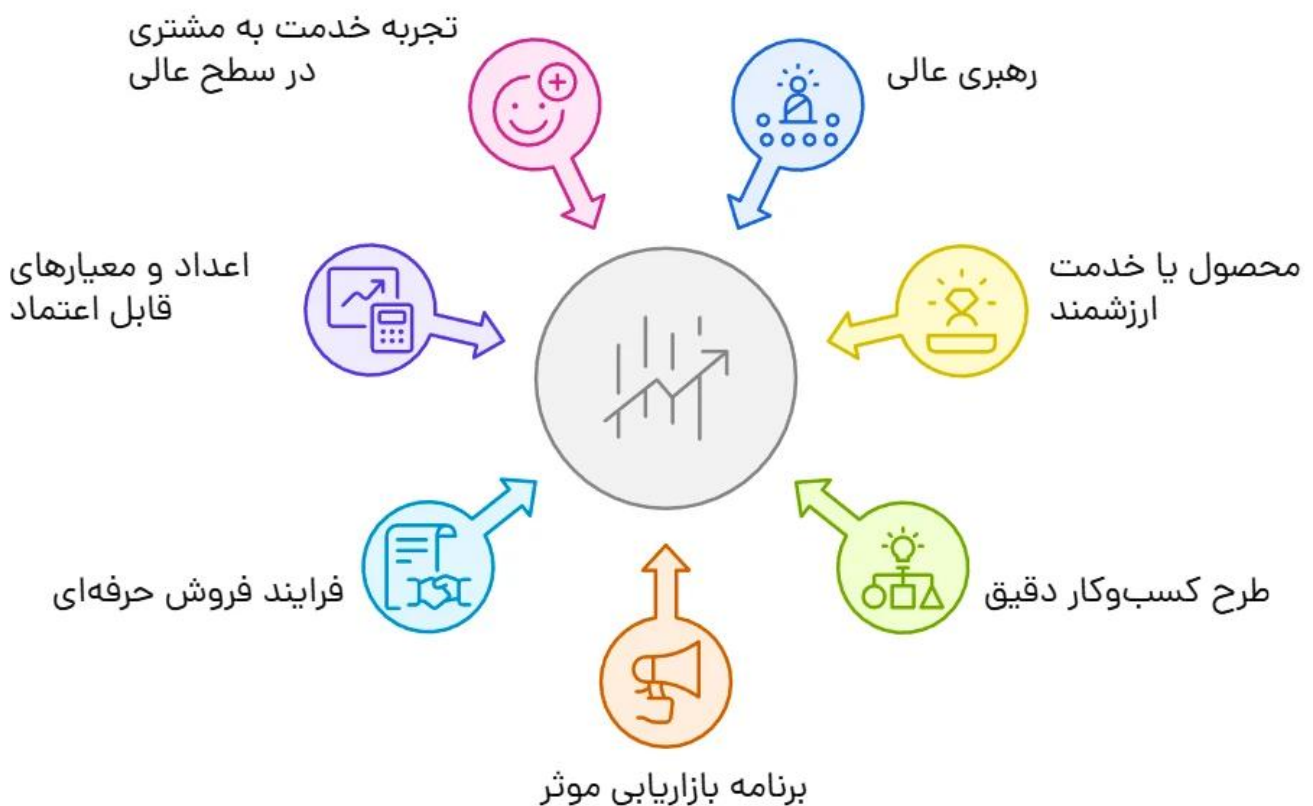 رهبری عالی
محصول یا خدمت
ارزشمند
طرح کسب‌وکار دقیق
برنامه بازاریابی موثر
فرایند فروش حرفه‌ای
اعداد و معیارهای
قابل اعتماد
تجربه خدمت به مشتری
در سطح عالی